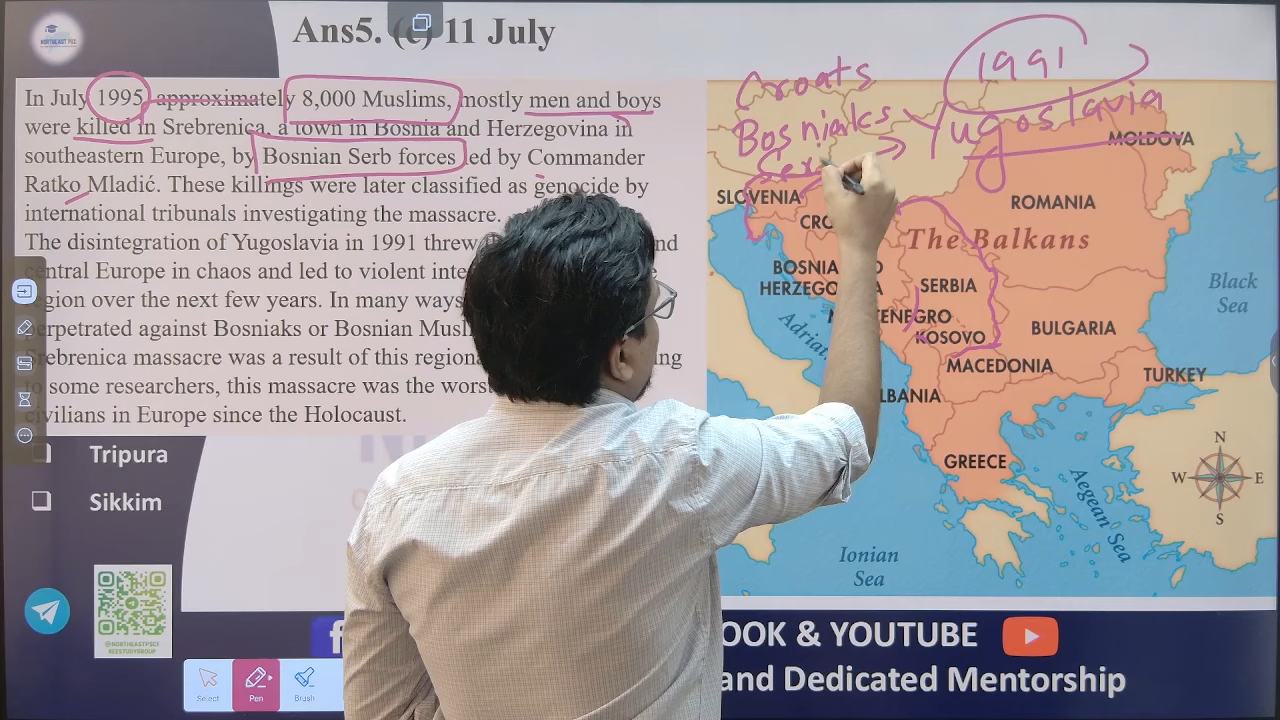 NORTHEAST PSC
Ans5. (c) 11 July
In July 1995, approximately 8,000 Muslims, mostly men and boys
were killed in Srebrenica, a town in Bosnia and Herzegovina in
southeastern Europe, by Bosnian Serb forces led by Commander
Ratko Mladić. These killings were later classified as genocide by
international tribunals investigating the massacre.
The disintegration of Yugoslavia in 1991 threw
central Europe in chaos and led to violent
region over the next few years. In many ways
perpetrated against Bosniaks or Bosnian
Srebrenica massacre was a result of this
to some researchers, this massacre was the
civilians in Europe since the Holocaust.
Tripura
Sikkim
@NORTHEASTPSCF
REESTUDYGROUP
Select
Pen
Brush
Croats
Bosniaks
Ser
→ Yugoslavia
1991
MOLDOVA
SLOVENIA
ROMANIA
The Balkans
BOSNIA
SERBIA
Black
Sea
KOSOVO
BULGARIA
MACEDONIA
TURKEY
GREECE
N
W E
S
Aegean Sea
Ionian
Sea
& YOUTUBE
and Dedicated Mentorship